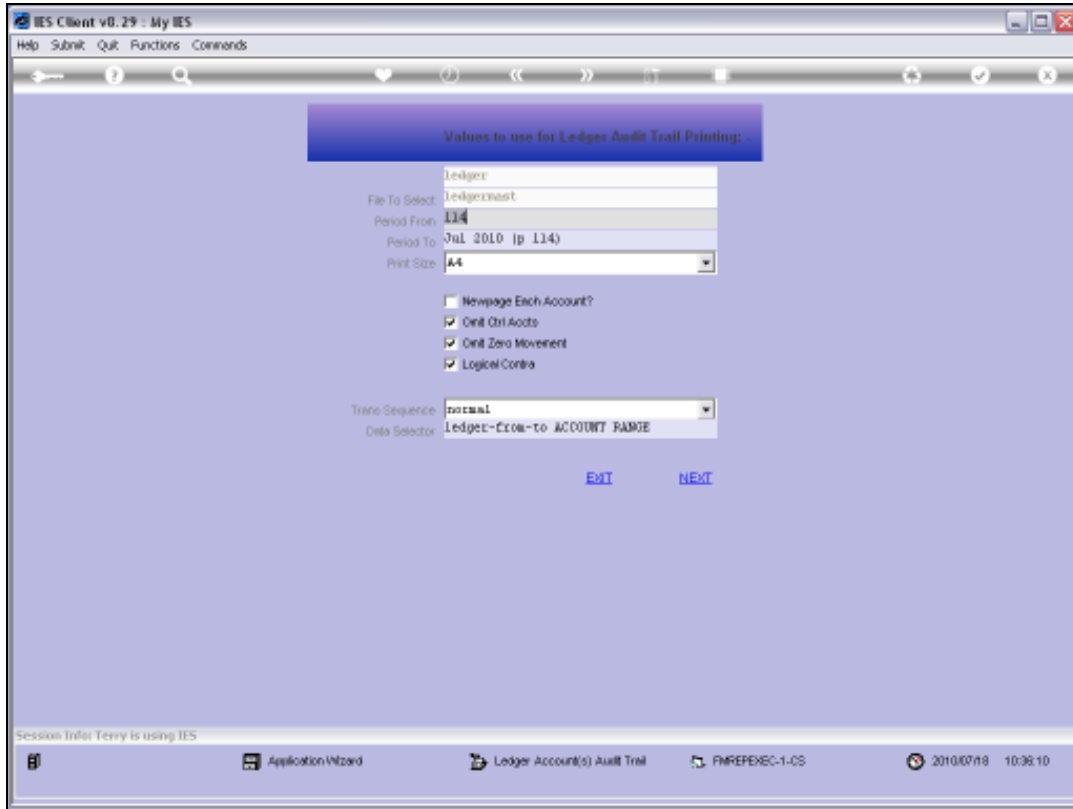 IES Client v8.29 : My IES
Help Submit Quit Functions Commands
Values to use for Ledger Audit Trail Printing: -
ledger
File To Select ledgermast
Period From 114
Period To Jul 2010 (p 114)
Print Size A4
Newpage Each Account?
Omit Ctrl Accts
Omit Zero Movement
Logical Contra
Trans Sequence normal
Data Selector ledger-from-to ACCOUNT RANGE
EXIT NEXT
Session Info: Terry is using IES
Application Wizard Ledger Account(s) Audit Trail FMREPEXEC-1-CS 2010/07/18 10:36:10